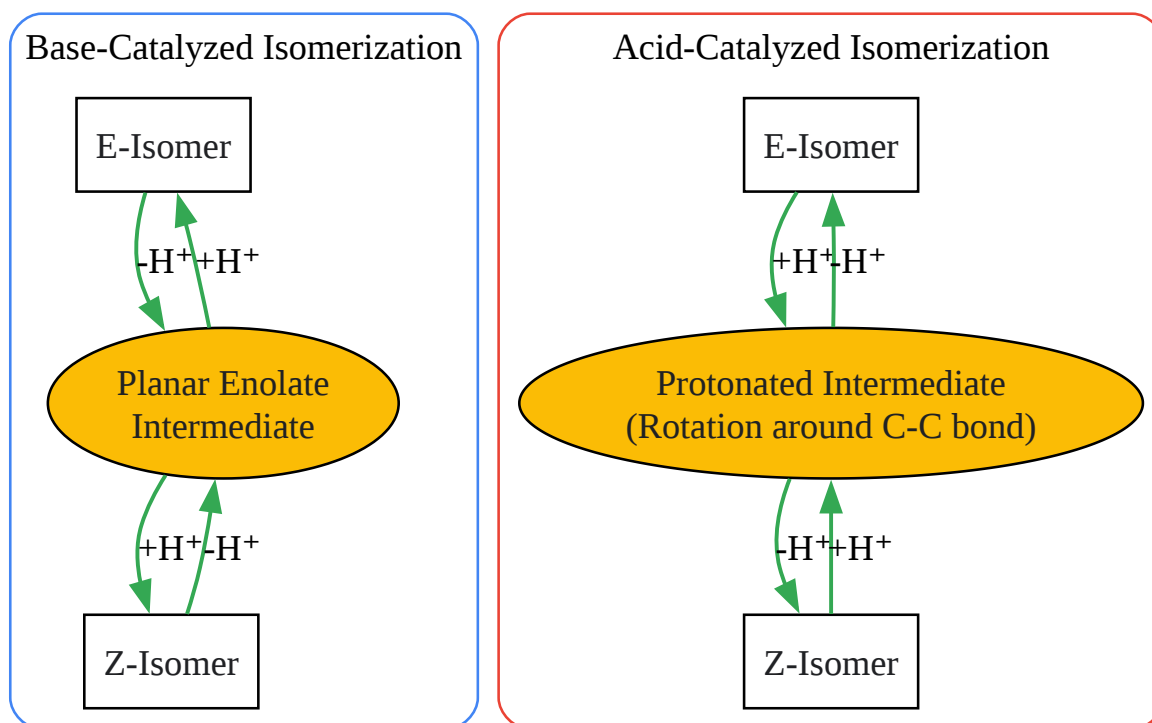 Base-Catalyzed Isomerization
E-Isomer
-H⁺ +H⁺
Planar Enolate
Intermediate
+H⁺ -H⁺
Z-Isomer
Acid-Catalyzed Isomerization
E-Isomer
+H⁺ -H⁺
Protonated Intermediate
(Rotation around C-C bond)
-H⁺ +H⁺
Z-Isomer